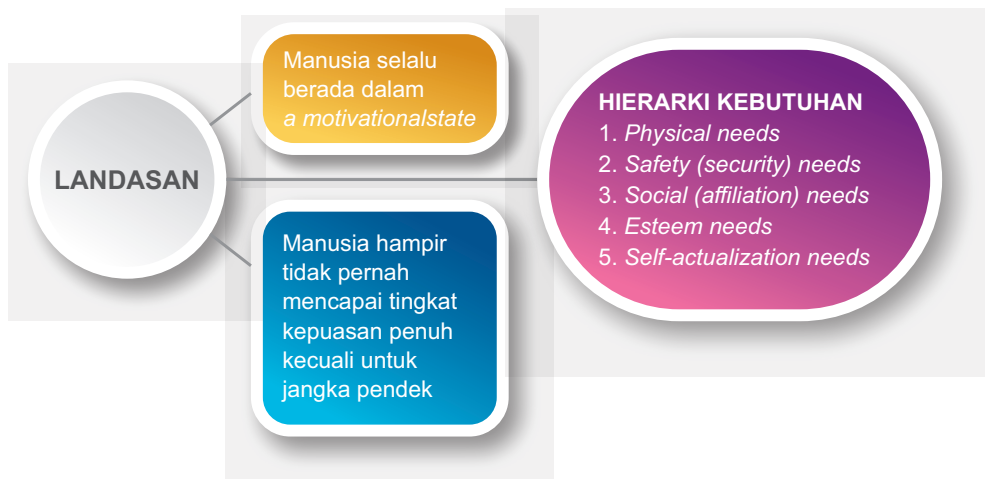 LANDASAN
Manusia selalu
berada dalam
a motivationalstate
Manusia hampir
tidak pernah
mencapai tingkat
kepuasan penuh
kecuali untuk
jangka pendek
HIERARKI KEBUTUHAN
1. Physical needs
2. Safety (security) needs
3. Social (affiliation) needs
4. Esteem needs
5. Self-actualization needs